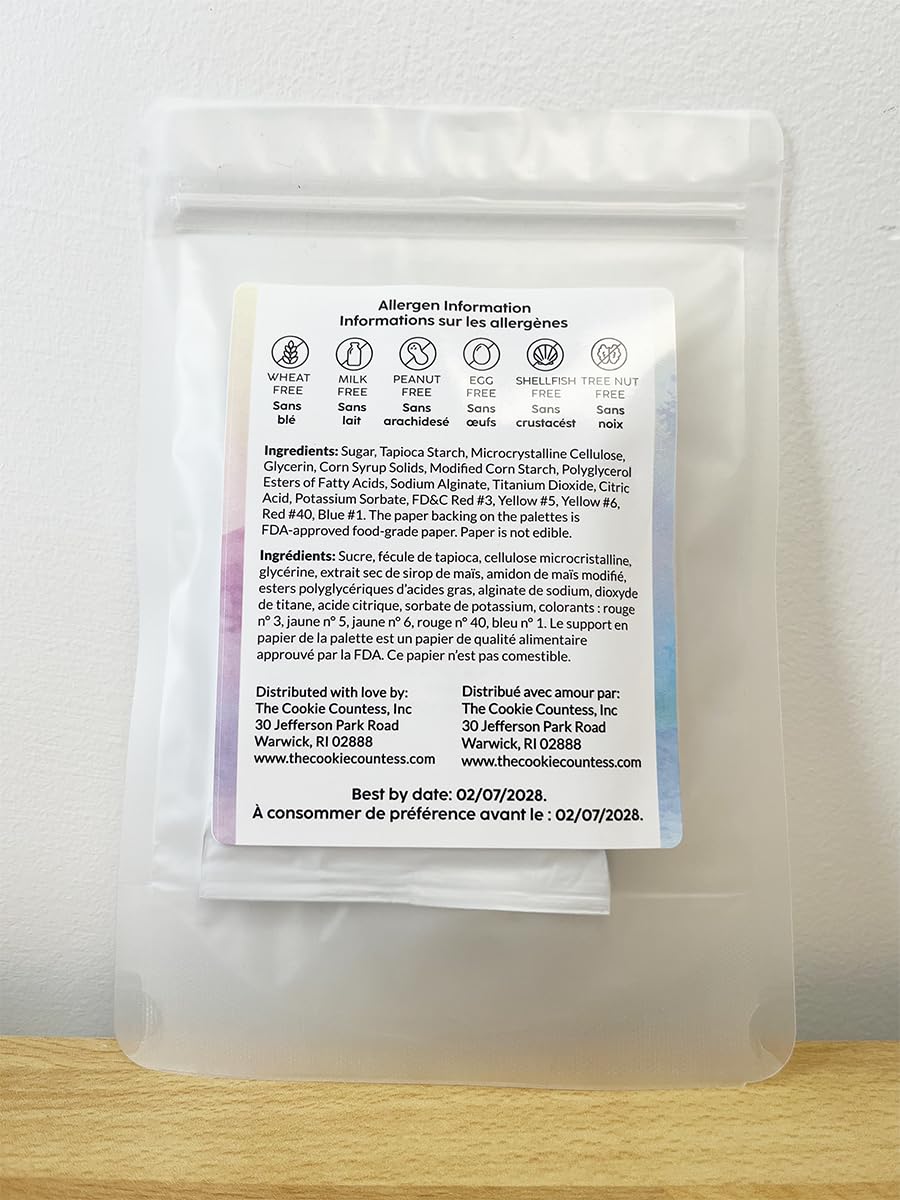 Allergen Information
Informations sur les allergènes
WHEAT FREE
Sans blé
MILK FREE
Sans lait
PEANUT FREE
Sans arachidesé
EGG FREE
Sans œufs
SHELLFISH FREE
Sans crustacést
TREE NUT FREE
Sans noix
Ingredients: Sugar, Tapioca Starch, Microcrystalline Cellulose,
Glycerin, Corn Syrup Solids, Modified Corn Starch, Polyglycerol
Esters of Fatty Acids, Sodium Alginate, Titanium Dioxide, Citric
Acid, Potassium Sorbate, FD&C Red #3, Yellow #5, Yellow #6,
Red #40, Blue #1. The paper backing on the palettes is
FDA-approved food-grade paper. Paper is not edible.
Ingrédients: Sucre, fécule de tapioca, cellulose microcristalline,
glycérine, extrait sec de sirop de maïs, amidon de maïs modifié,
esters polyglycériques d'acides gras, alginate de sodium, dioxyde
de titane, acide citrique, sorbate de potassium, colorants : rouge
n° 3, jaune n° 5, jaune n° 6, rouge n° 40, bleu n° 1. Le support en
papier de la palette est un papier de qualité alimentaire
approuvé par la FDA. Ce papier n'est pas comestible.
Distributed with love by:
The Cookie Countess, Inc
30 Jefferson Park Road
Warwick, RI 02888
www.thecookiecountess.com
Distribué avec amour par:
The Cookie Countess, Inc
30 Jefferson Park Road
Warwick, RI 02888
www.thecookiecountess.com
Best by date: 02/07/2028.
À consommer de préférence avant le : 02/07/2028.